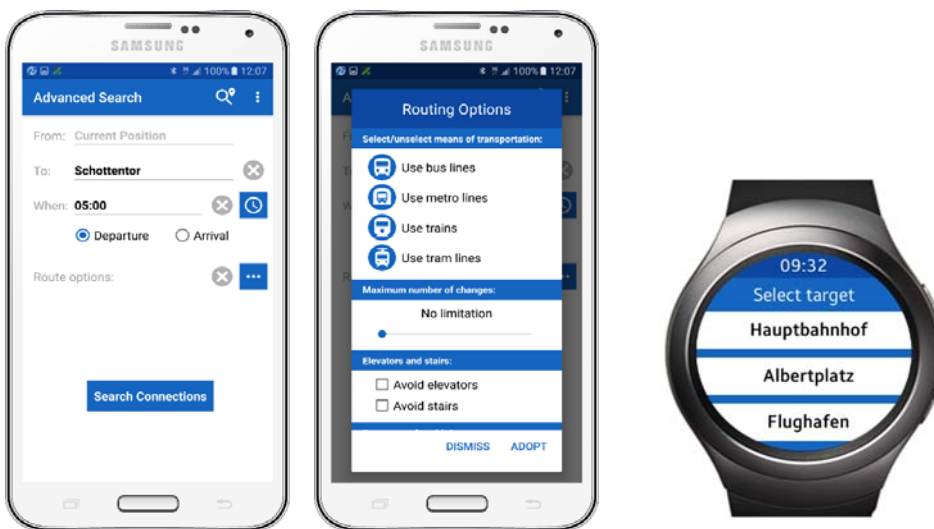 SAMSUNG
100% 12:07
Advanced Search
From: Current Position
To: Schottentor
When: 05:00
Departure Arrival
Route options:
Search Connections
SAMSUNG
100% 12:07
Routing Options
Select/unselect means of transportation:
Use bus lines
Use metro lines
Use trains
Use tram lines
Maximum number of changes:
No limitation
Elevators and stairs:
Avoid elevators
Avoid stairs
DISMISS ADOPT
09:32
Select target
Hauptbahnhof
Albertplatz
Flughafen